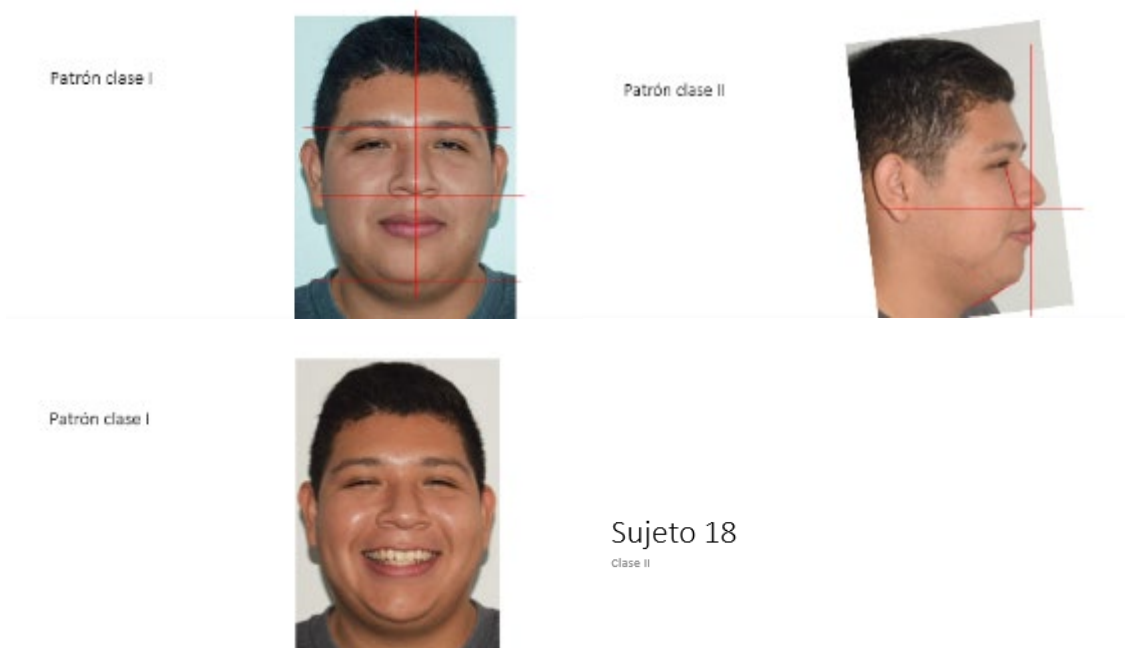 Patrón clase I
Patrón clase II
Patrón clase I
Sujeto 18
Clase II